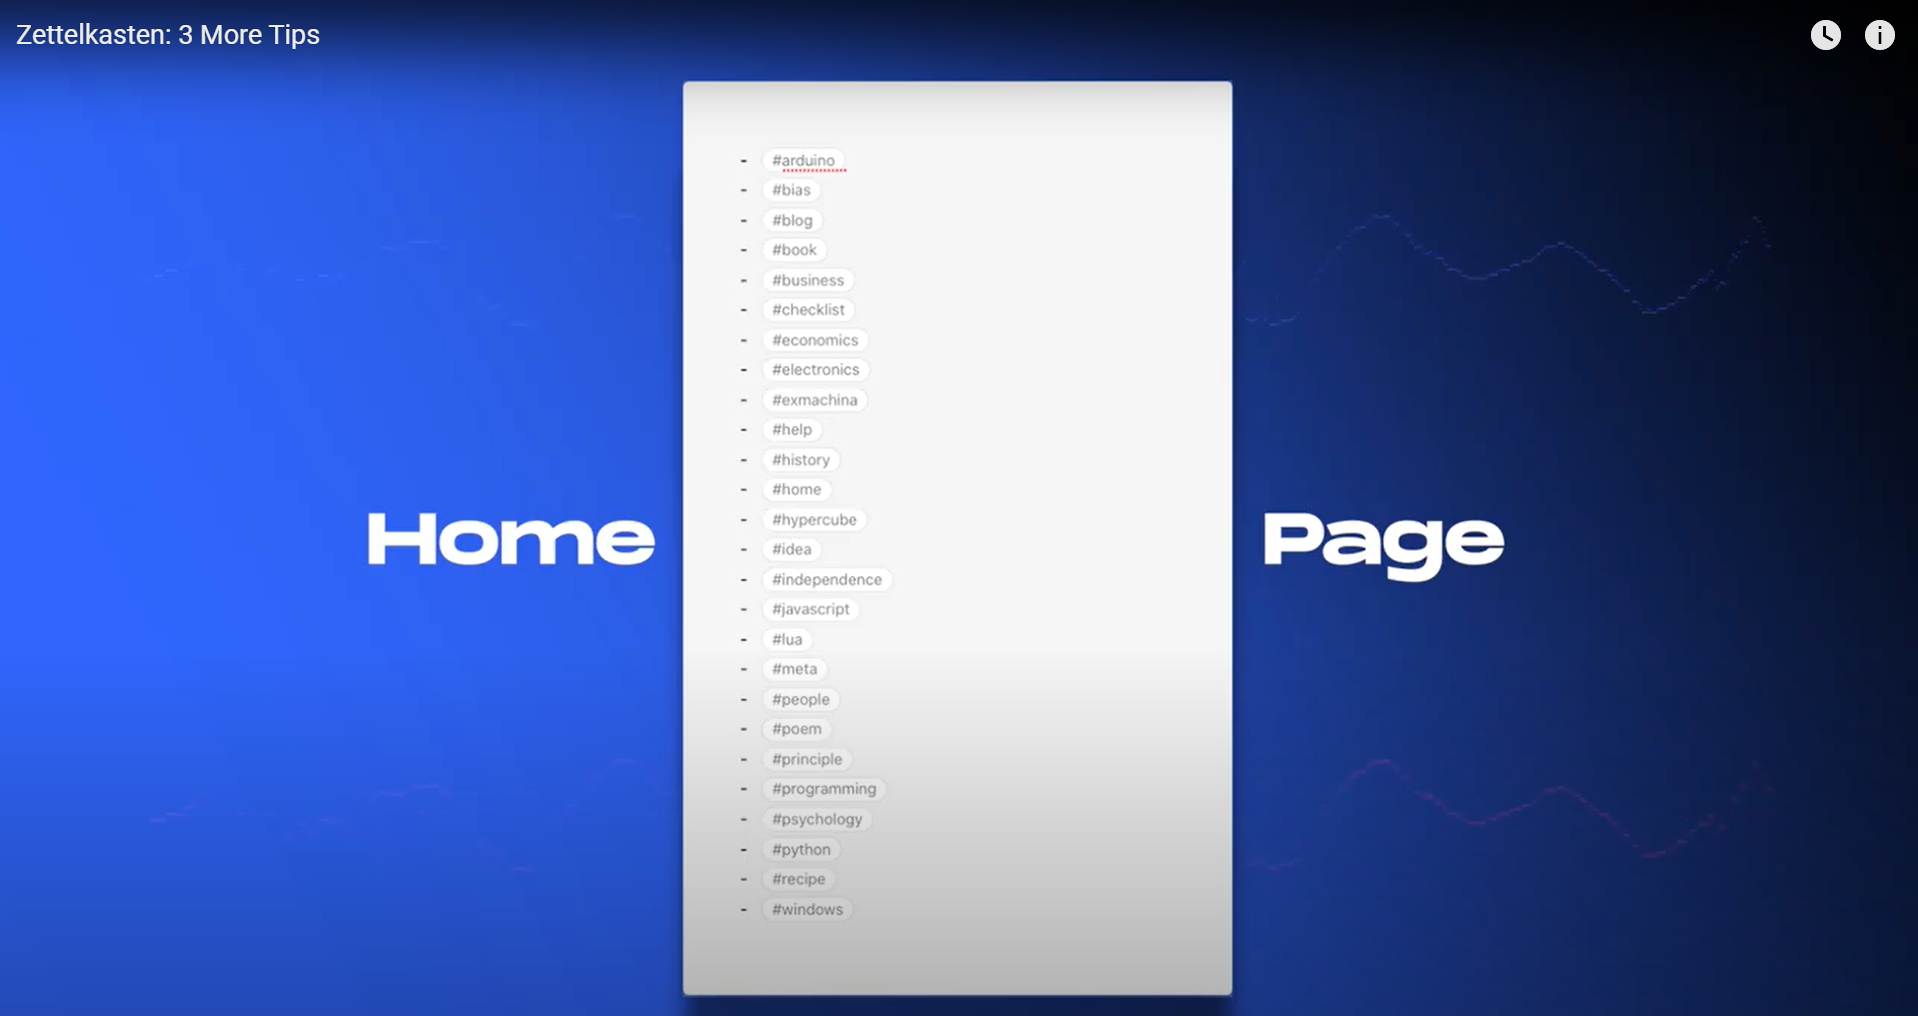 Zettelkasten: 3 More Tips
- #arduino
- #bias
- #blog
- #book
- #business
- #checklist
- #economics
- #electronics
- #exmachina
- #help
- #history
- #home
- #hypercube
- #idea
- #independence
- #javascript
- #lua
- #meta
- #people
- #poem
- #principle
- #programming
- #psychology
- #python
- #recipe
- #windows
Home Page